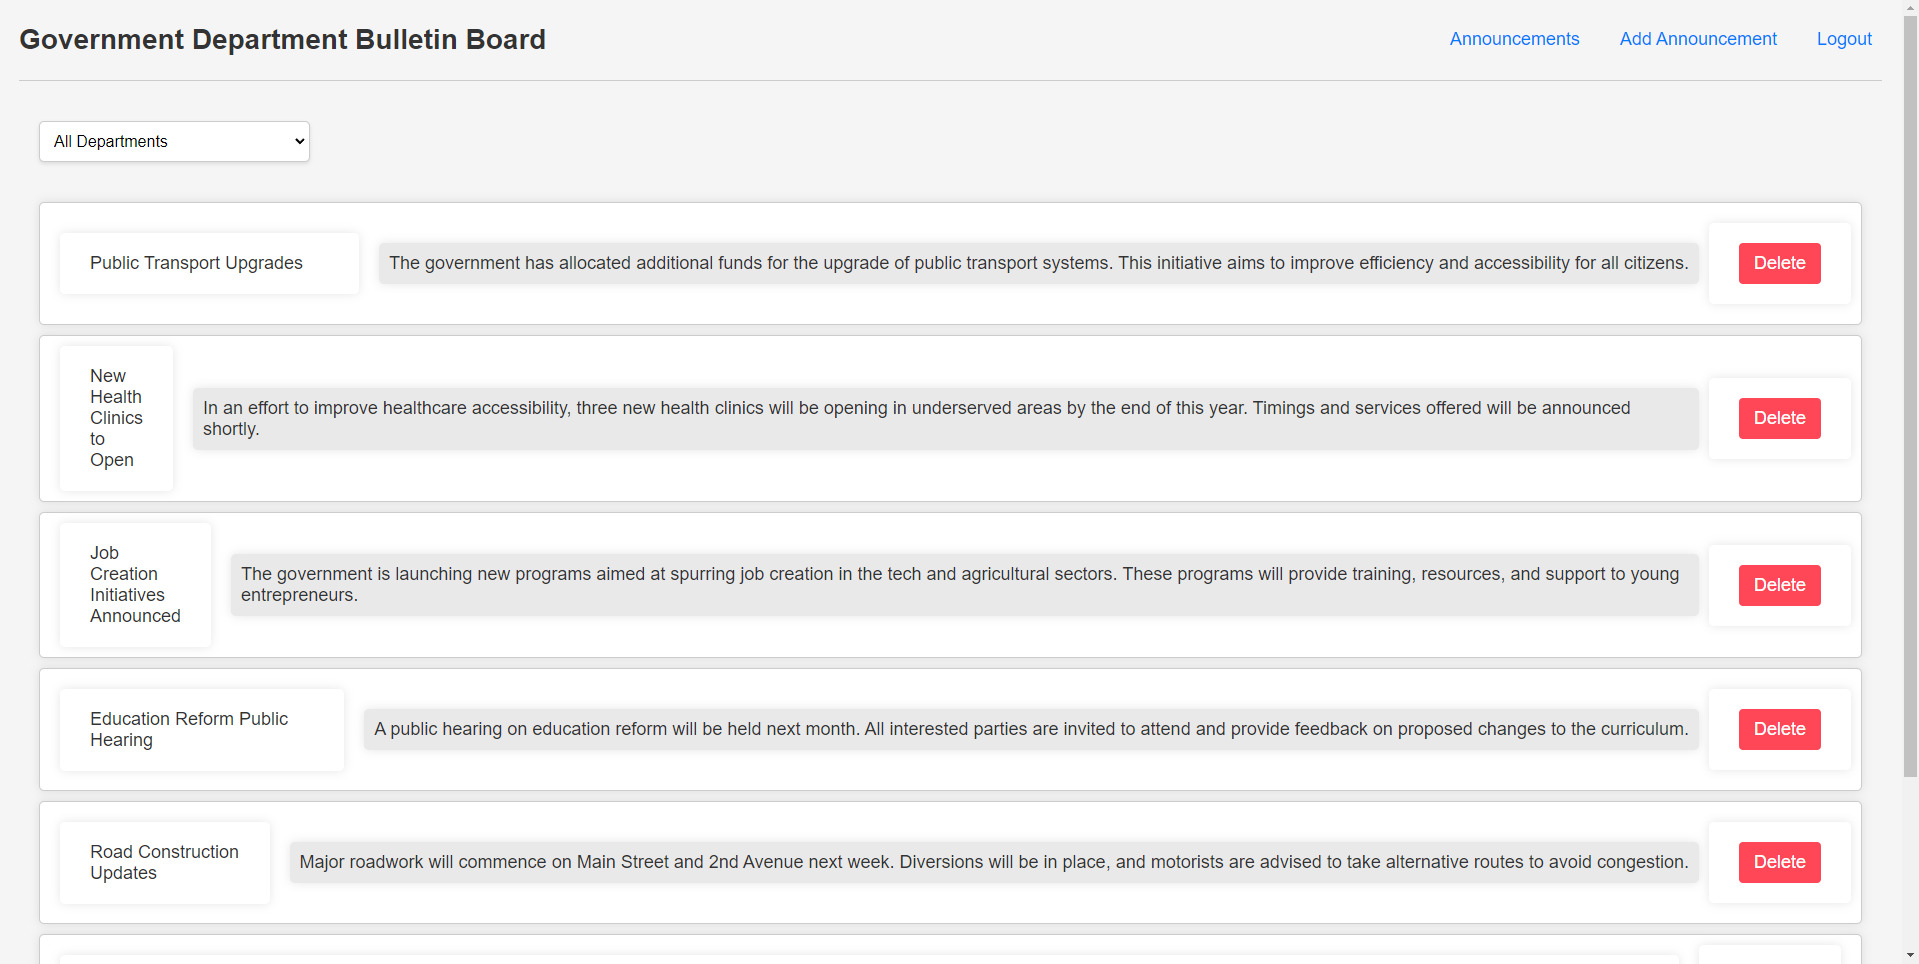 Government Department Bulletin Board
Announcements
Add Announcement
Logout
All Departments
Public Transport Upgrades
The government has allocated additional funds for the upgrade of public transport systems. This initiative aims to improve efficiency and accessibility for all citizens.
Delete
New
Health
Clinics
to
Open
In an effort to improve healthcare accessibility, three new health clinics will be opening in underserved areas by the end of this year. Timings and services offered will be announced
shortly.
Delete
Job
Creation
Initiatives
Announced
The government is launching new programs aimed at spurring job creation in the tech and agricultural sectors. These programs will provide training, resources, and support to young
entrepreneurs.
Delete
Education Reform Public
Hearing
A public hearing on education reform will be held next month. All interested parties are invited to attend and provide feedback on proposed changes to the curriculum.
Delete
Road Construction
Updates
Major roadwork will commence on Main Street and 2nd Avenue next week. Diversions will be in place, and motorists are advised to take alternative routes to avoid congestion.
Delete